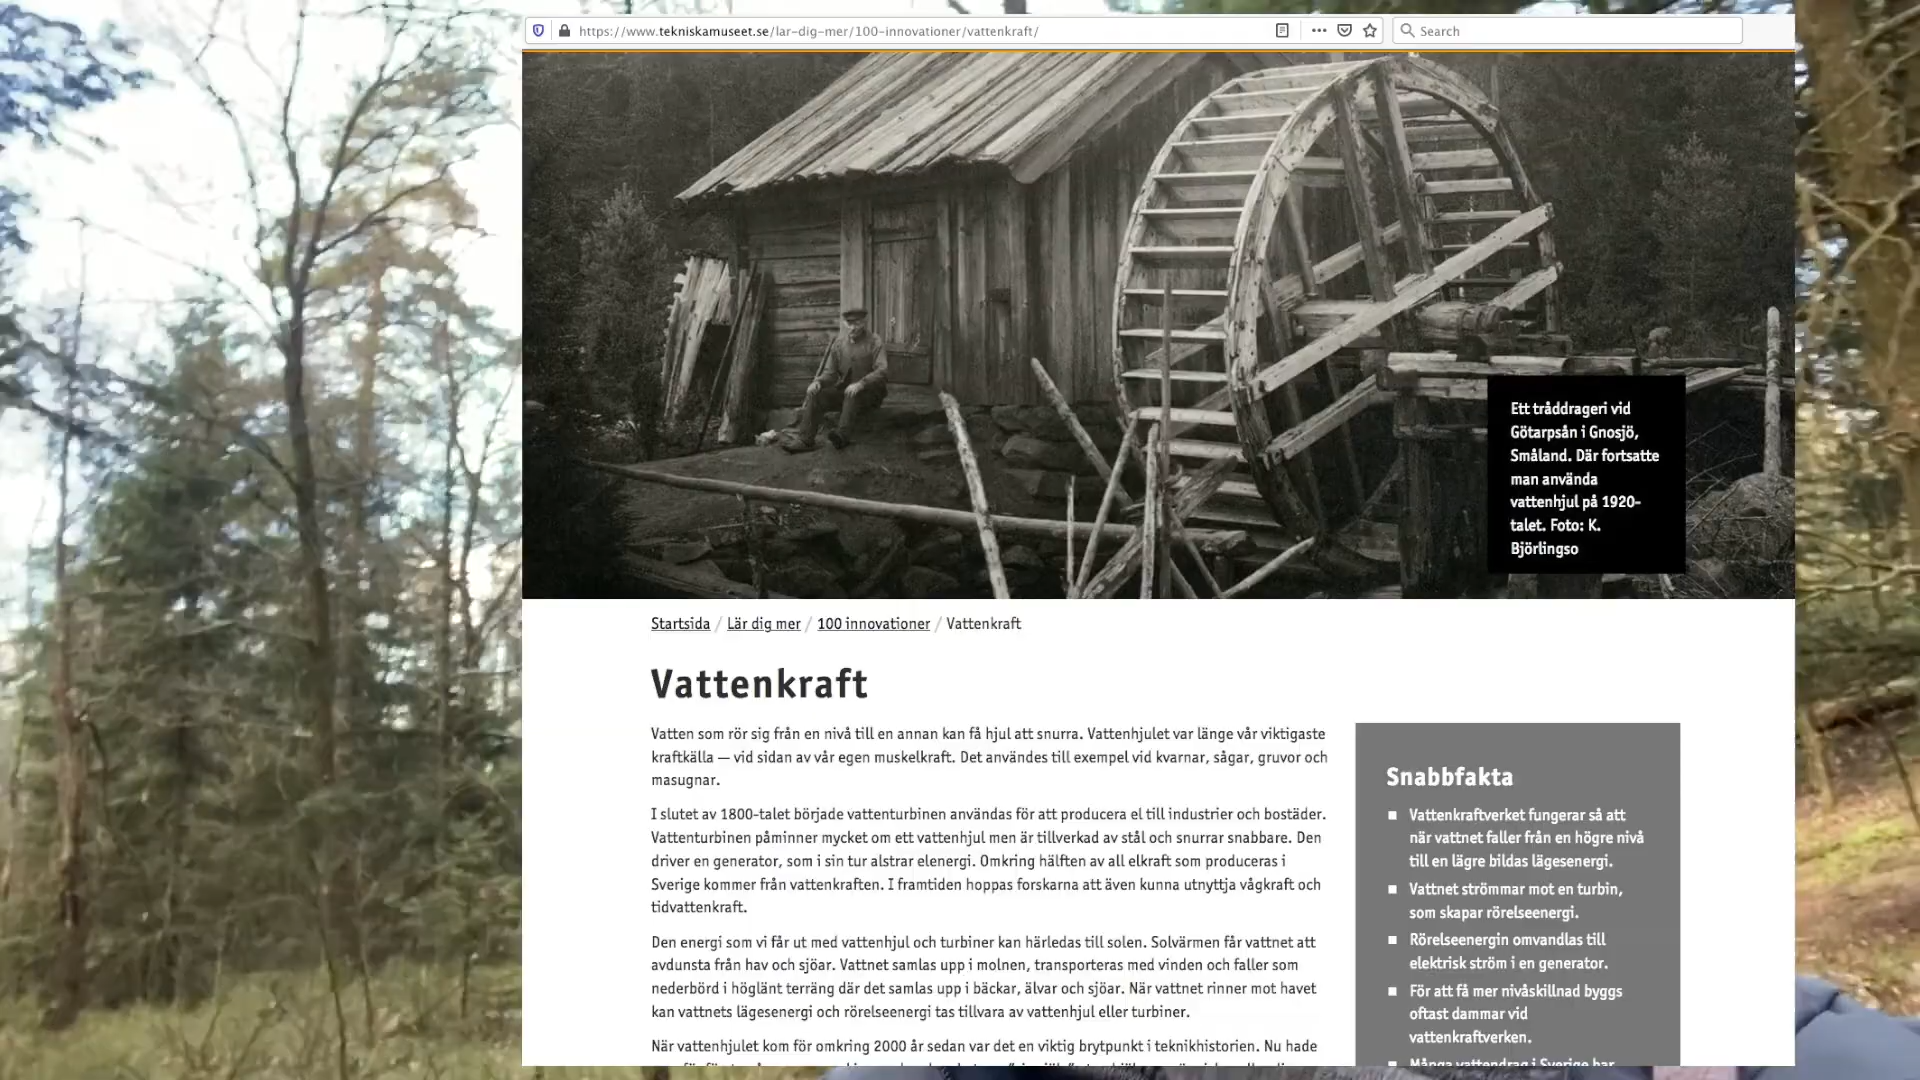 https://www.tekniskamuseet.se/lar-dig-mer/100-innovationer/vattenkraft/
Search
Ett tråddrageri vid
Götarpsån i Gnosjö,
Småland. Där fortsatte
man använda
vattenhjul på 1920-
talet. Foto: K.
Björlingso
Startsida / Lär dig mer / 100 innovationer / Vattenkraft
Vattenkraft
Vatten som rör sig från en nivå till en annan kan få hjul att snurra. Vattenhjulet var länge vår viktigaste
kraftkälla — vid sidan av vår egen muskelkraft. Det användes till exempel vid kvarnar, sågar, gruvor och
masugnar.
I slutet av 1800-talet började vattenturbinen användas för att producera el till industrier och bostäder.
Vattenturbinen påminner mycket om ett vattenhjul men är tillverkad av stål och snurrar snabbare. Den
driver en generator, som i sin tur alstrar elenergi. Omkring hälften av all elkraft som produceras i
Sverige kommer från vattenkraften. I framtiden hoppas forskarna att även kunna utnyttja vågkraft och
tidvattenkraft.
Den energi som vi får ut med vattenhjul och turbiner kan härledas till solen. Solvärmen får vattnet att
avdunsta från hav och sjöar. Vattnet samlas upp i molnen, transporteras med vinden och faller som
nederbörd i höglänt terräng där det samlas upp i bäckar, älvar och sjöar. När vattnet rinner mot havet
kan vattnets lägesenergi och rörelseenergi tas tillvara av vattenhjul eller turbiner.
När vattenhjulet kom för omkring 2000 år sedan var det en viktig brytpunkt i teknikhistorien. Nu hade
Snabbfakta
Vattenkraftverket fungerar så att
när vattnet faller från en högre nivå
till en lägre bildas lägesenergi.
Vattnet strömmar mot en turbin,
som skapar rörelseenergi.
Rörelseenergin omvandlas till
elektrisk ström i en generator.
För att få mer nivåskillnad byggs
oftast dammar vid
vattenkraftverken.
Många vattendrag i Sverige har